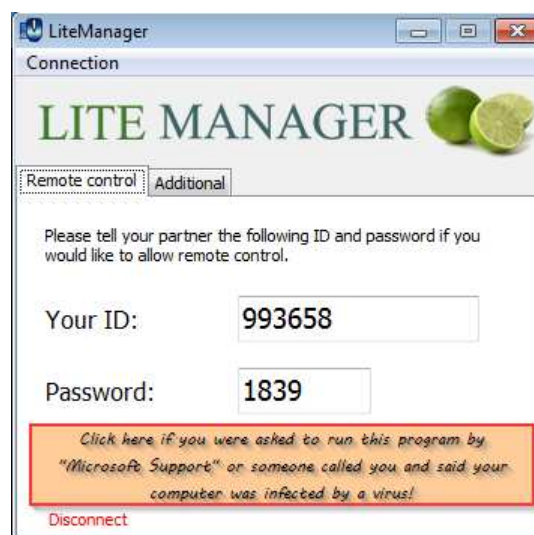 LiteManager
Connection
LITE MANAGER
Remote control Additional
Please tell your partner the following ID and password if you
would like to allow remote control.
Your ID: 993658
Password: 1839
Click here if you were asked to run this program by
"Microsoft Support" or someone called you and said your
computer was infected by a virus!
Disconnect